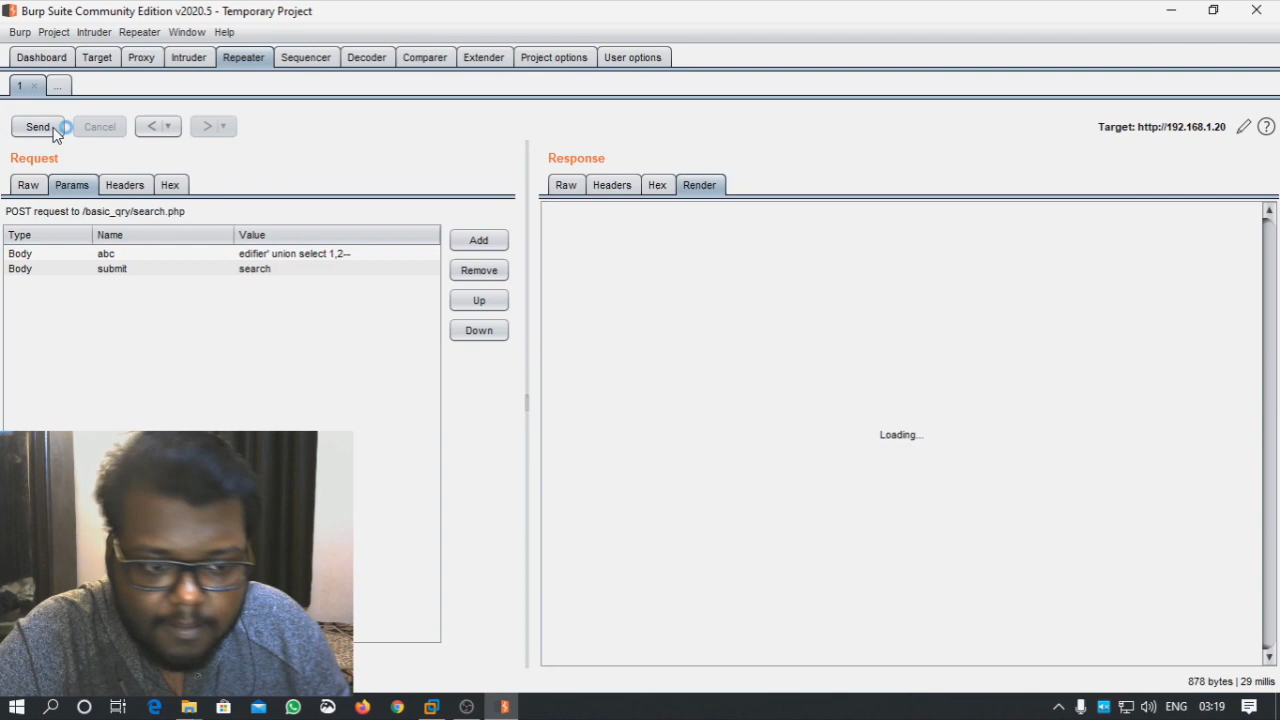 Burp Suite Community Edition v2020.5 - Temporary Project
Burp Project Intruder Repeater Window Help
Dashboard Target Proxy Intruder Repeater Sequencer Decoder Comparer Extender Project options User options
1 × ...
Send Cancel < > Target: http://192.168.1.20 ?
Request Response
Raw Params Headers Hex Raw Headers Hex Render
POST request to /basic_qry/search.php
Type Name Value
Body abc edifier' union select 1,2--
Body submit search
Add
Remove
Up
Down
Loading...
878 bytes | 29 millis
ENG 03:19